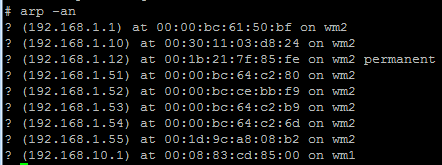 # arp -an
? (192.168.1.1) at 00:00:bc:61:50:bf on wm2
? (192.168.1.10) at 00:30:11:03:d8:24 on wm2
? (192.168.1.12) at 00:1b:21:7f:85:fe on wm2 permanent
? (192.168.1.51) at 00:00:bc:64:c2:80 on wm2
? (192.168.1.52) at 00:00:bc:ce:bb:f9 on wm2
? (192.168.1.53) at 00:00:bc:64:c2:b9 on wm2
? (192.168.1.54) at 00:00:bc:64:c2:6d on wm2
? (192.168.1.55) at 00:1d:9c:a8:08:b2 on wm2
? (192.168.10.1) at 00:08:83:cd:85:00 on wm1